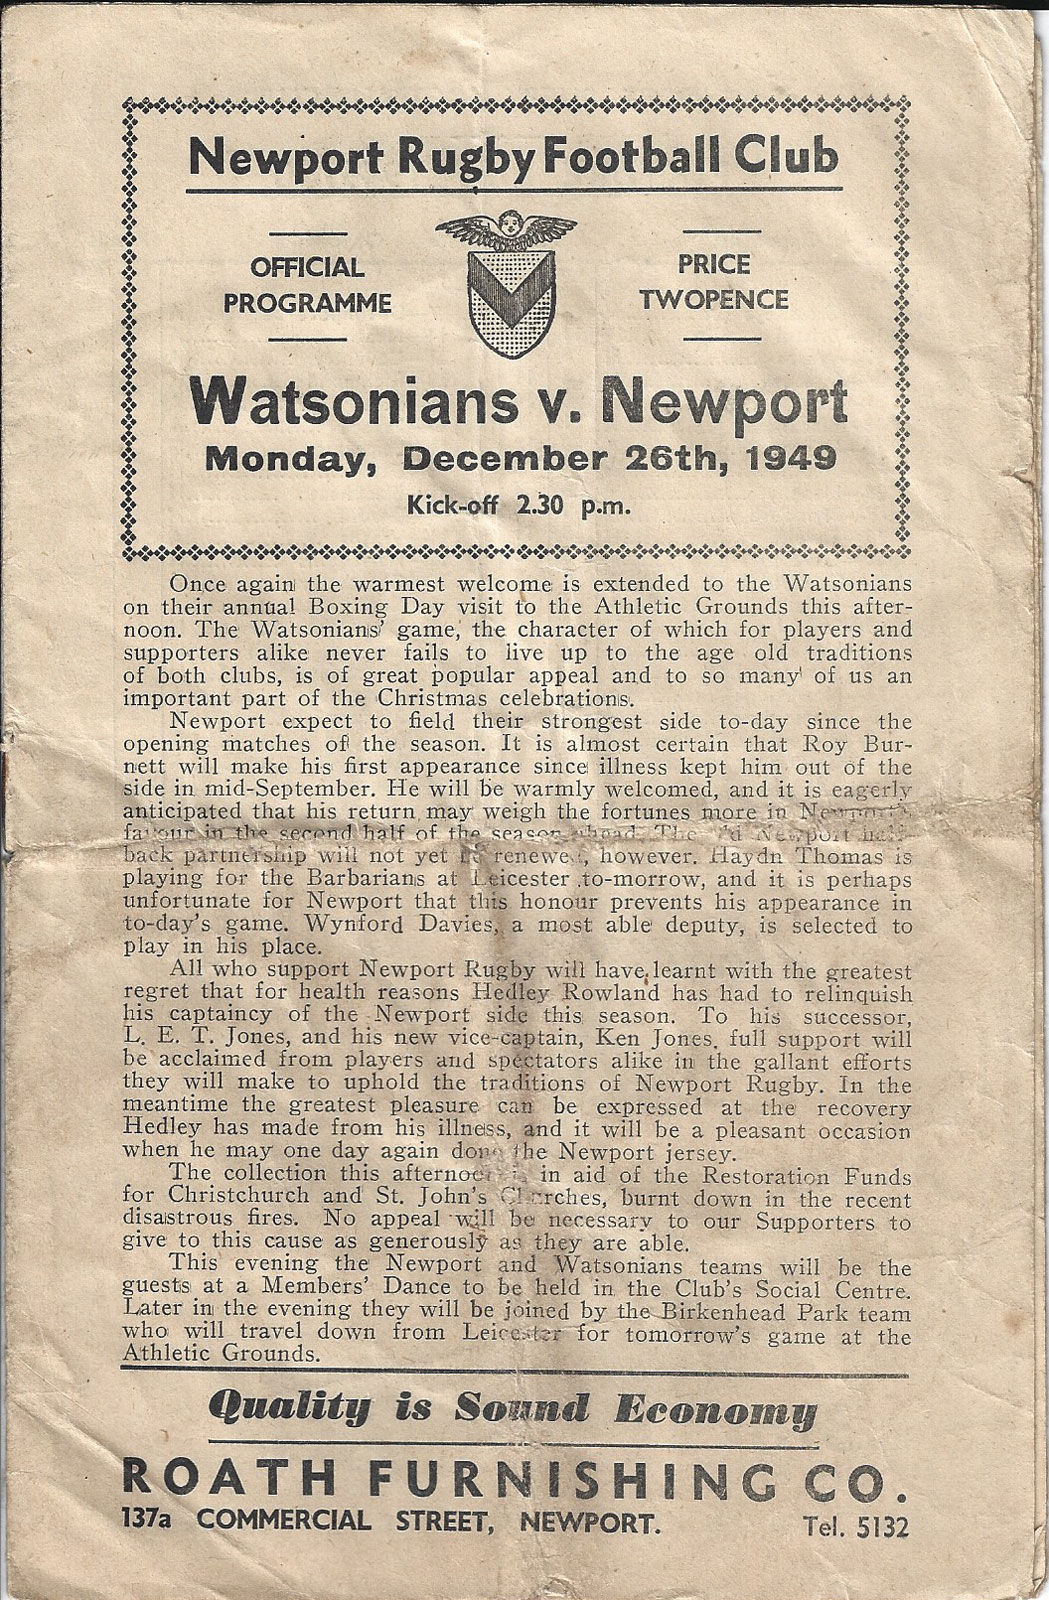 Newport Rugby Football Club
OFFICIAL
PROGRAMME
PRICE
TWOPENCE
Watsonians v. Newport
Monday, December 26th, 1949
Kick-off 2.30 p.m.
Once again the warmest welcome is extended to the Watsonians
on their annual Boxing Day visit to the Athletic Grounds this after-
noon. The Watsonians' game, the character of which for players and
supporters alike never fails to live up to the age old traditions
of both clubs, is of great popular appeal and to so many of us an
important part of the Christmas celebrations.
Newport expect to field their strongest side to-day since the
opening matches of the season. It is almost certain that Roy Bur-
nett will make his first appearance since illness kept him out of the
side in mid-September. He will be warmly welcomed, and it is eagerly
anticipated that his return may weigh the fortunes more in Newport's
favour in the second half of the season ahead. The old Newport half-
back partnership will not yet be renewed, however. Haydn Thomas is
playing for the Barbarians at Leicester to-morrow, and it is perhaps
unfortunate for Newport that this honour prevents his appearance in
to-day's game. Wynford Davies, a most able deputy, is selected to
play in his place.
All who support Newport Rugby will have learnt with the greatest
regret that for health reasons Hedley Rowland has had to relinquish
his captaincy of the Newport side this season. To his successor,
L. E. T. Jones, and his new vice-captain, Ken Jones, full support will
be acclaimed from players and spectators alike in the gallant efforts
they will make to uphold the traditions of Newport Rugby. In the
meantime the greatest pleasure can be expressed at the recovery
Hedley has made from his illness, and it will be a pleasant occasion
when he may one day again don the Newport jersey.
The collection this afternoon is in aid of the Restoration Funds
for Christchurch and St. John's Churches, burnt down in the recent
disastrous fires. No appeal will be necessary to our Supporters to
give to this cause as generously as they are able.
This evening the Newport and Watsonians teams will be the
guests at a Members' Dance to be held in the Club's Social Centre.
Later in the evening they will be joined by the Birkenhead Park team
who will travel down from Leicester for tomorrow's game at the
Athletic Grounds.
Quality is Sound Economy
ROATH FURNISHING CO.
137a COMMERCIAL STREET, NEWPORT. Tel. 5132